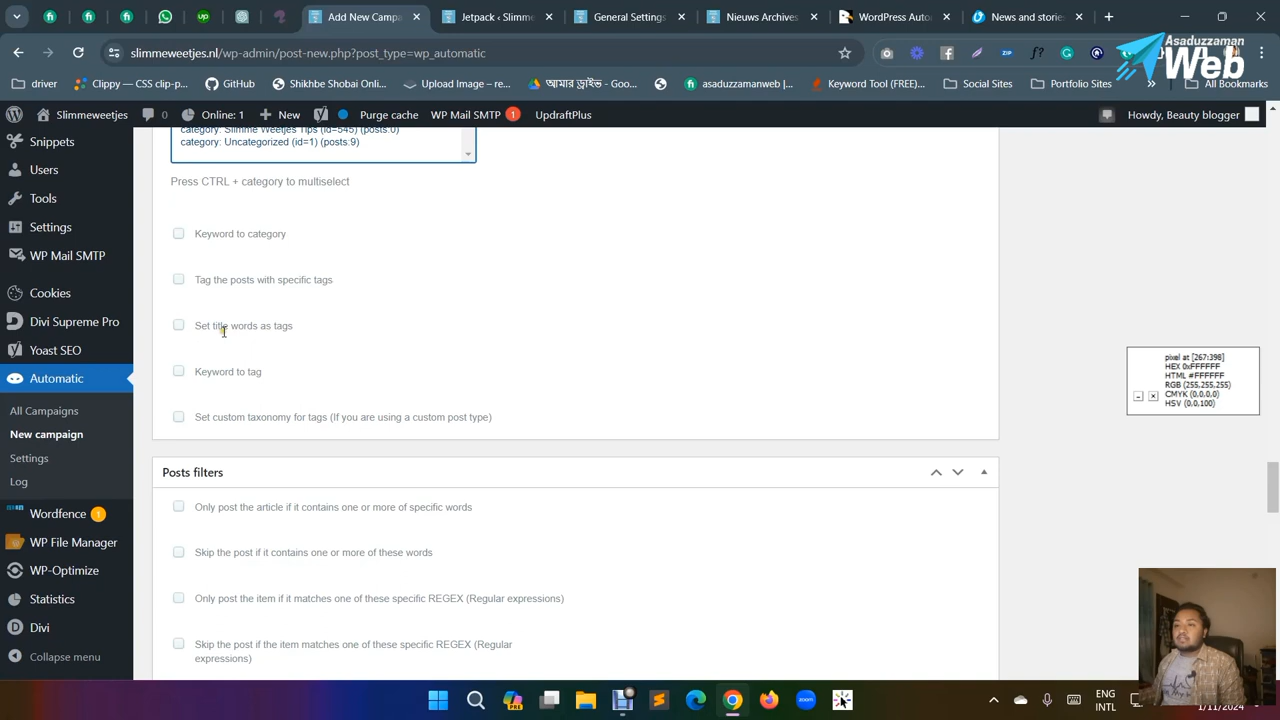 Add New Campa
Jetpack ‹ Slimme
General Settings
Nieuws Archives
WordPress Auto
News and stories
slimmeweetjes.nl/wp-admin/post-new.php?post_type=wp_automatic
Asaduzzaman
Web
driver
Clippy — CSS clip-p...
GitHub
Shikhbe Shobai Onli...
Upload Image – re...
আমার ড্রাইভ - Goo...
asaduzzamanweb |
Keyword Tool (FREE)...
Social Sites
Portfolio Sites
All Bookmarks
Slimmeweetjes
0
Online: 1
New
Purge cache
WP Mail SMTP
1
UpdraftPlus
Howdy, Beauty blogger
Snippets
Users
Tools
Settings
WP Mail SMTP
Cookies
Divi Supreme Pro
Yoast SEO
Automatic
All Campaigns
New campaign
Settings
Log
Wordfence 1
WP File Manager
WP-Optimize
Statistics
Divi
Collapse menu
category: Slimme Weetjes Tips (id=545) (posts:0)
category: Uncategorized (id=1) (posts:9)
Press CTRL + category to multiselect
Keyword to category
Tag the posts with specific tags
Set title words as tags
Keyword to tag
Set custom taxonomy for tags (If you are using a custom post type)
Posts filters
Only post the article if it contains one or more of specific words
Skip the post if it contains one or more of these words
Only post the item if it matches one of these specific REGEX (Regular expressions)
Skip the post if the item matches one of these specific REGEX (Regular
expressions)
pixel at [267:398]
HEX 0xFFFFFF
HTML #FFFFFF
RGB (255,255,255)
CMYK (0,0,0,0)
HSV (0,0,100)
zoom
ENG
INTL
1/11/2024